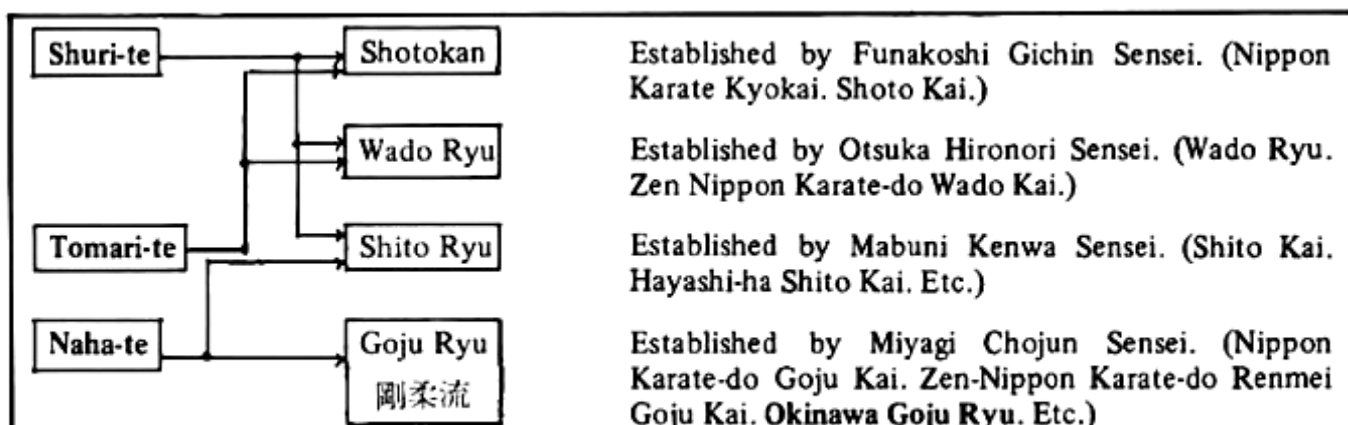 Shuri-te
Shotokan
Established by Funakoshi Gichin Sensei. (Nippon
Karate Kyokai. Shoto Kai.)
Wado Ryu
Established by Otsuka Hironori Sensei. (Wado Ryu.
Zen Nippon Karate-do Wado Kai.)
Tomari-te
Shito Ryu
Established by Mabuni Kenwa Sensei. (Shito Kai.
Hayashi-ha Shito Kai. Etc.)
Naha-te
Goju Ryu
剛柔流
Established by Miyagi Chojun Sensei. (Nippon
Karate-do Goju Kai. Zen-Nippon Karate-do Renmei
Goju Kai. Okinawa Goju Ryu. Etc.)